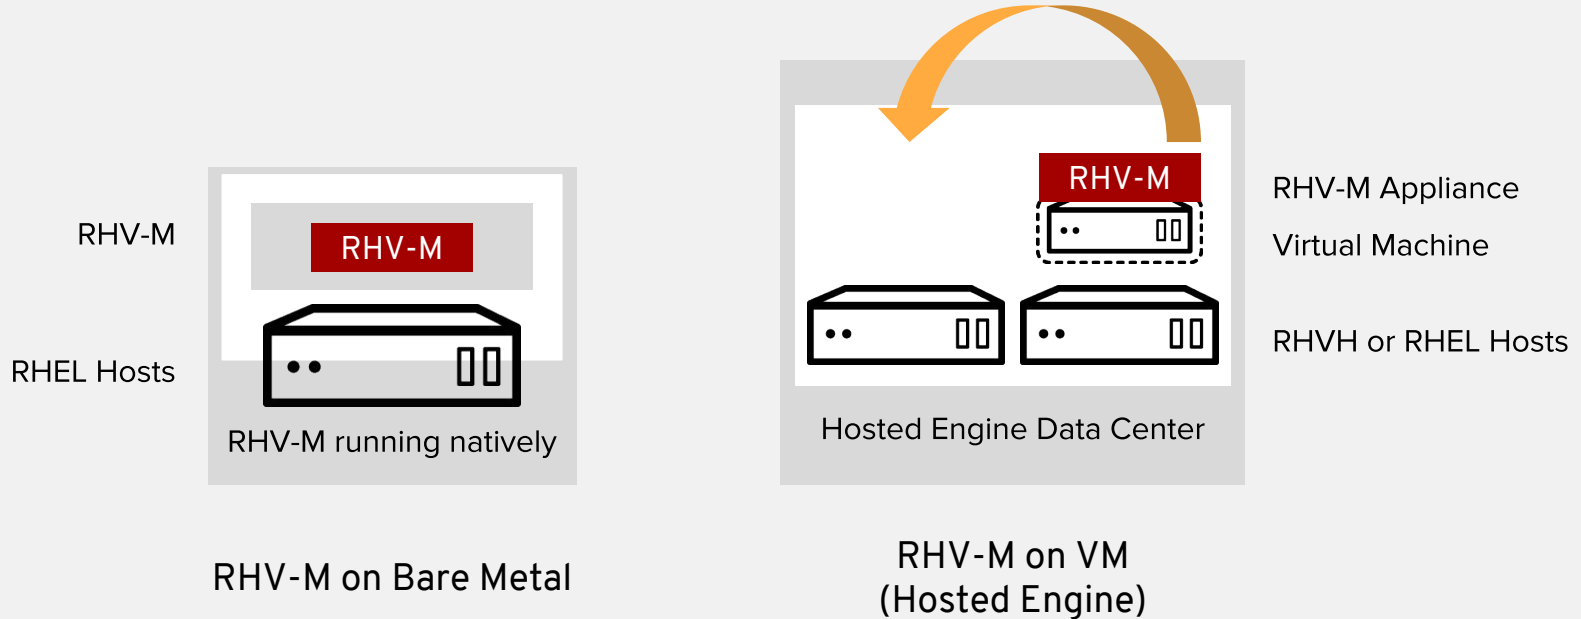 RHV-M
RHV-M
RHEL Hosts
RHV-M running natively
RHV-M on Bare Metal
RHV-M
RHV-M Appliance
Virtual Machine
RHVH or RHEL Hosts
Hosted Engine Data Center
RHV-M on VM
(Hosted Engine)